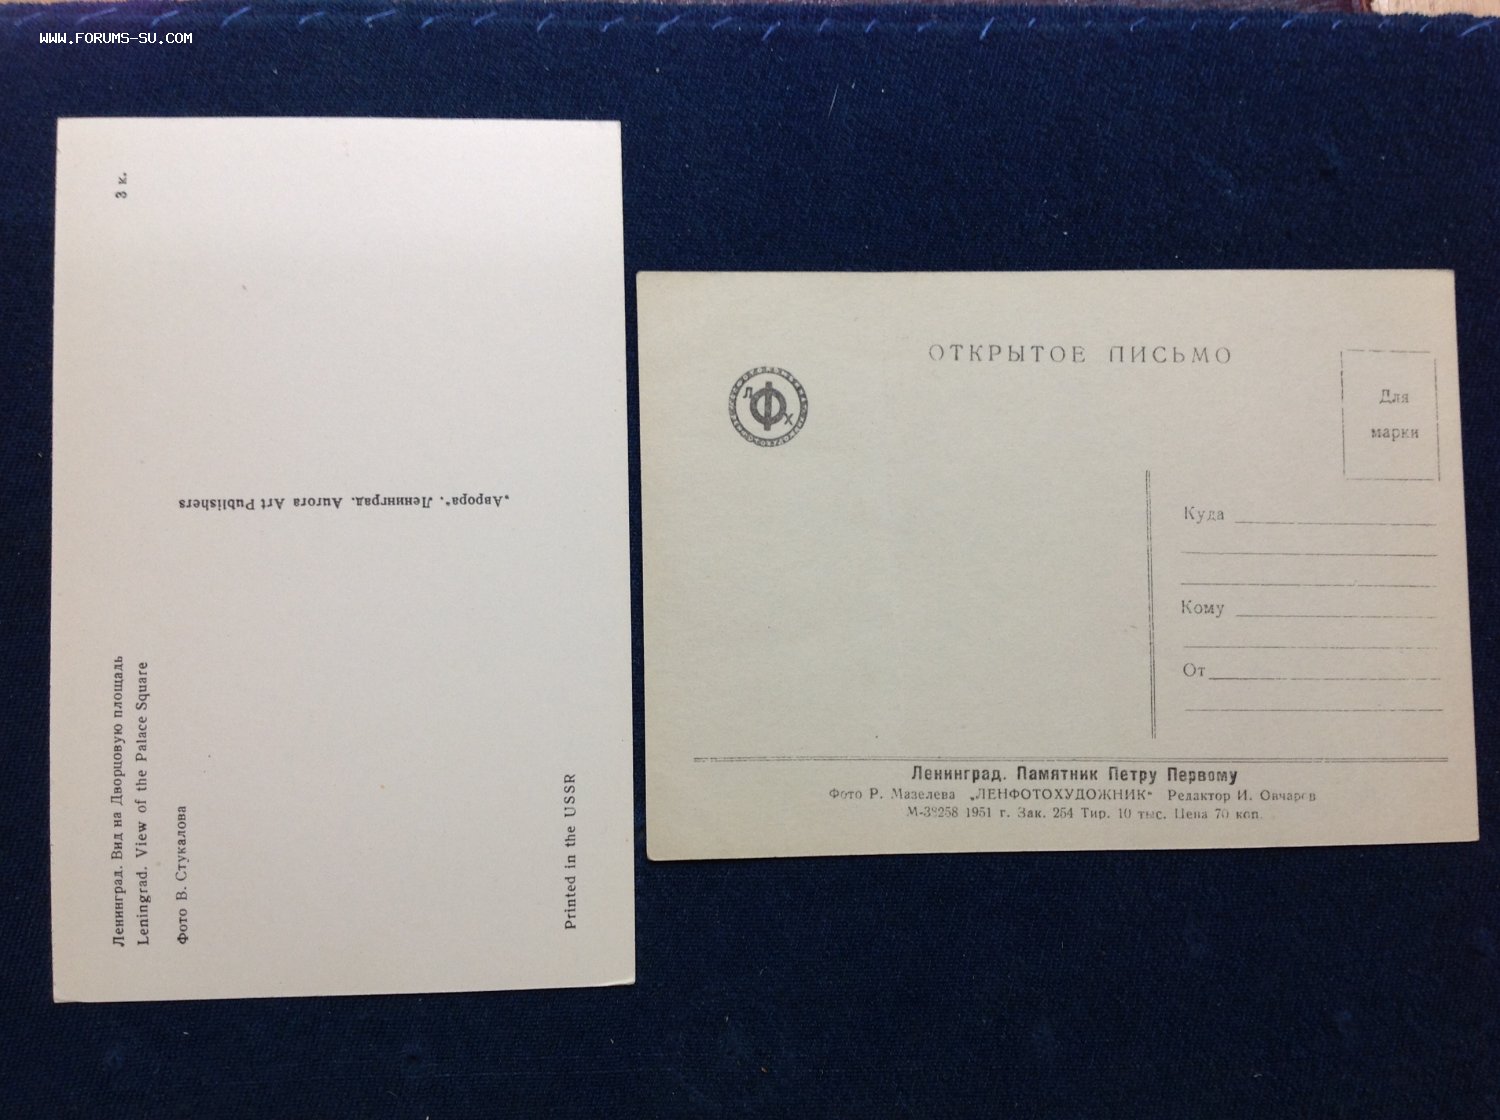 WWW.FORUMS-SU.COM
3 к.
Ленинград. Вид на Дворцовую площадь
Leningrad. View of the Palace Square
Фото В. Стукалова
„Аврора“. Ленинград. Aurora Art Publishers
Printed in the USSR
ОТКРЫТОЕ ПИСЬМО
Л Ф Х
Для
марки
Куда
Кому
От
Ленинград. Памятник Петру Первому
Фото Р. Мазелева „ЛЕНФОТОХУДОЖНИК“ Редактор И. Овчаров
1951 г. Зак. 254 Тир. 10 тыс. Цена 70 коп.